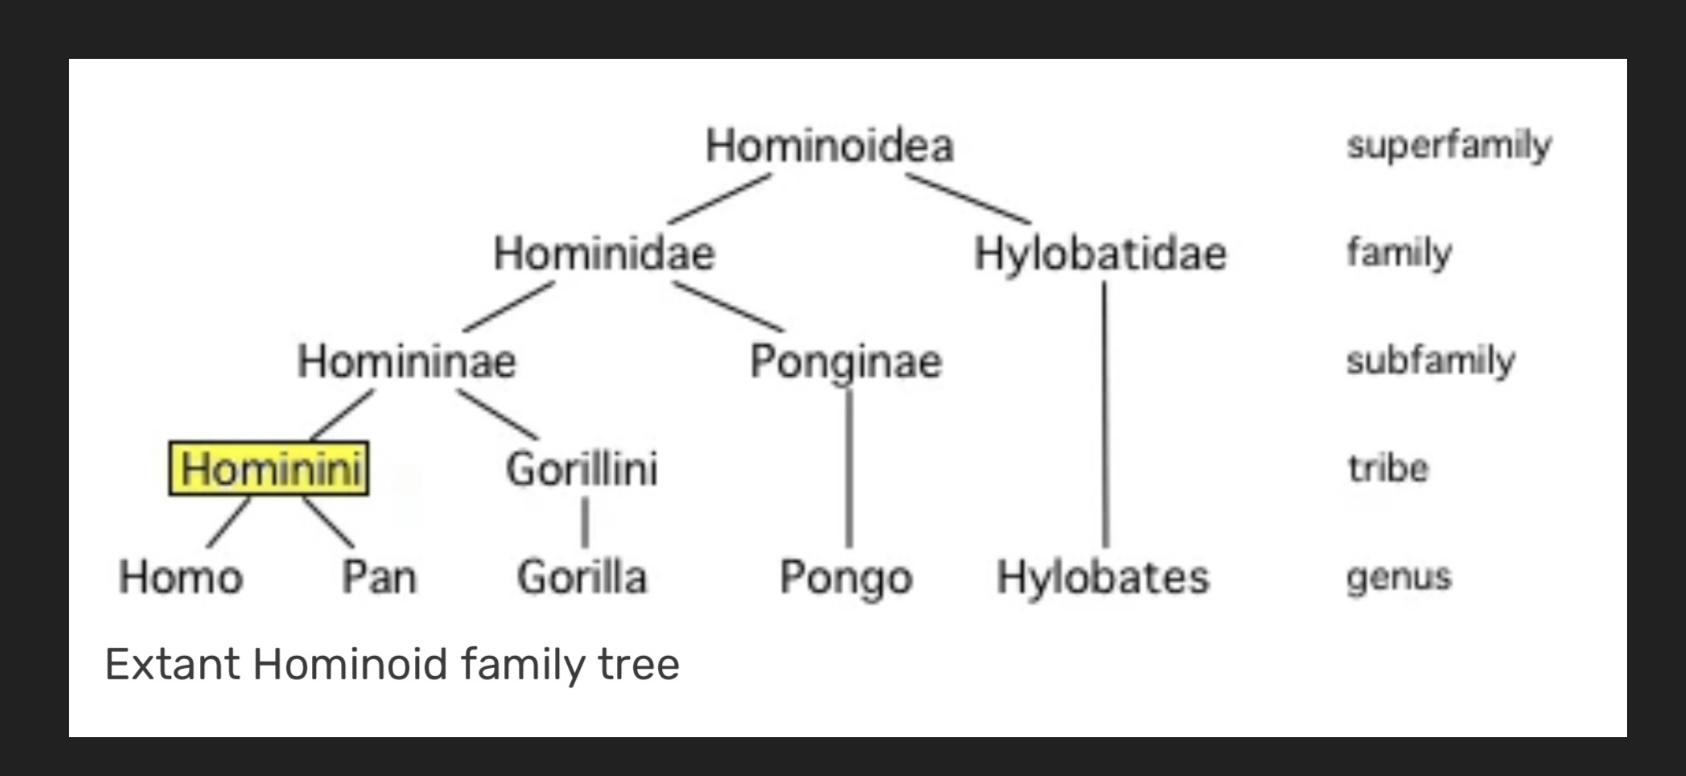 Hominoidea superfamily
Hominidae Hylobatidae family
Homininae Ponginae subfamily
Hominini Gorillini tribe
Homo Pan Gorilla Pongo Hylobates genus
Extant Hominoid family tree